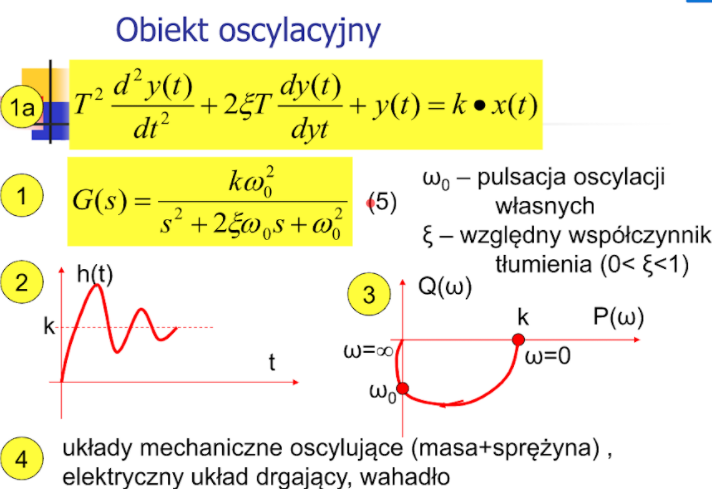 Obiekt oscylacyjny
1a
T² d²y(t)/dt² + 2ξT dy(t)/dyt + y(t) = k • x(t)
1
G(s) = kω₀² / (s² + 2ξω₀s + ω₀²)
(5)
ω₀ – pulsacja oscylacji
własnych
ξ – względny współczynnik
tłumienia (0< ξ<1)
2
h(t)
k
t
3
Q(ω)
k
P(ω)
ω=∞
ω=0
ω₀
4
układy mechaniczne oscylujące (masa+sprężyna) ,
elektryczny układ drgający, wahadło